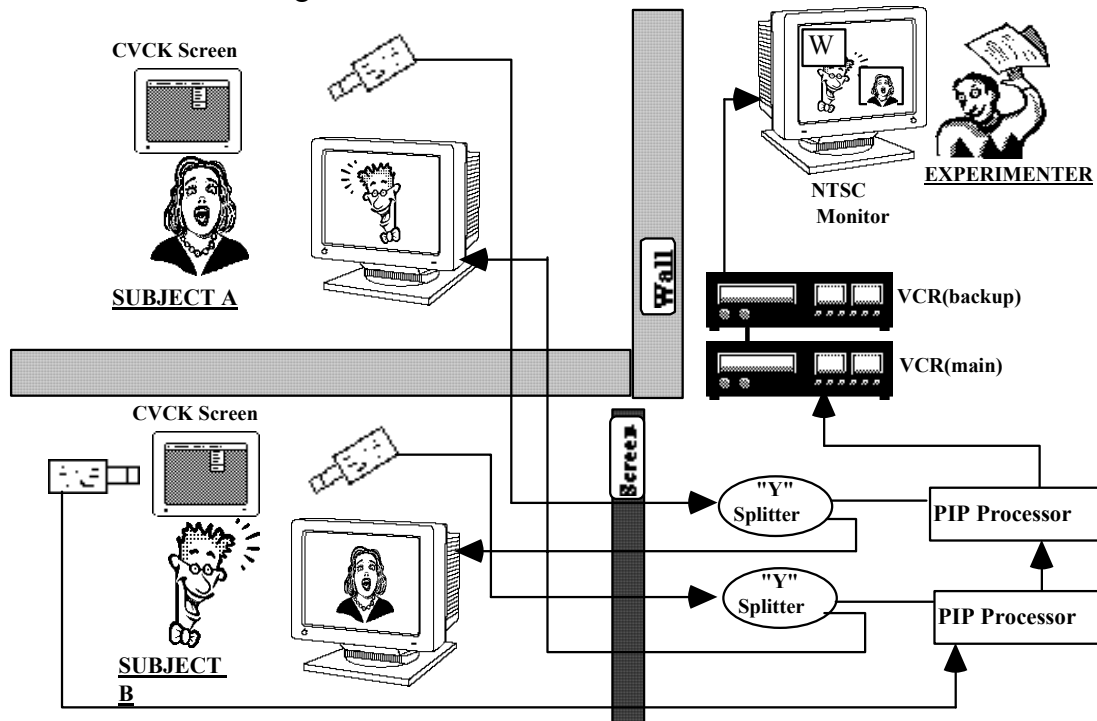 CVCK Screen
SUBJECT A
W
NTSC
Monitor
EXPERIMENTER
Wall
VCR(backup)
VCR(main)
CVCK Screen
SUBJECT
B
Screen
"Y"
Splitter
PIP Processor
"Y"
Splitter
PIP Processor